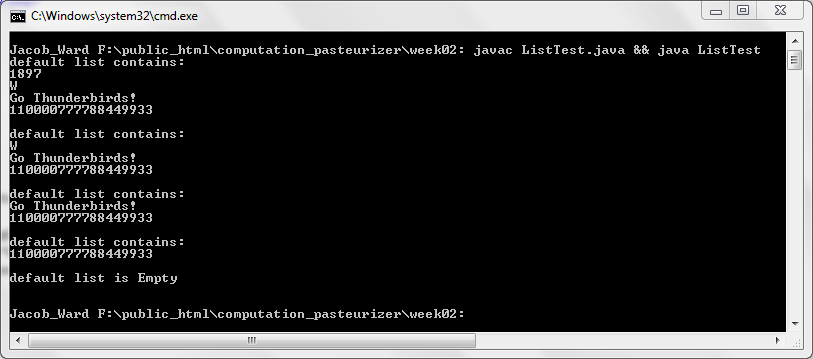 C:\Windows\system32\cmd.exe
Jacob_Ward F:\public_html\computation_pasteurizer\week02: javac ListTest.java && java ListTest
default list contains:
1897
W
Go Thunderbirds!
110000777788449933
default list contains:
W
Go Thunderbirds!
110000777788449933
default list contains:
Go Thunderbirds!
110000777788449933
default list contains:
110000777788449933
default list is Empty
Jacob_Ward F:\public_html\computation_pasteurizer\week02: